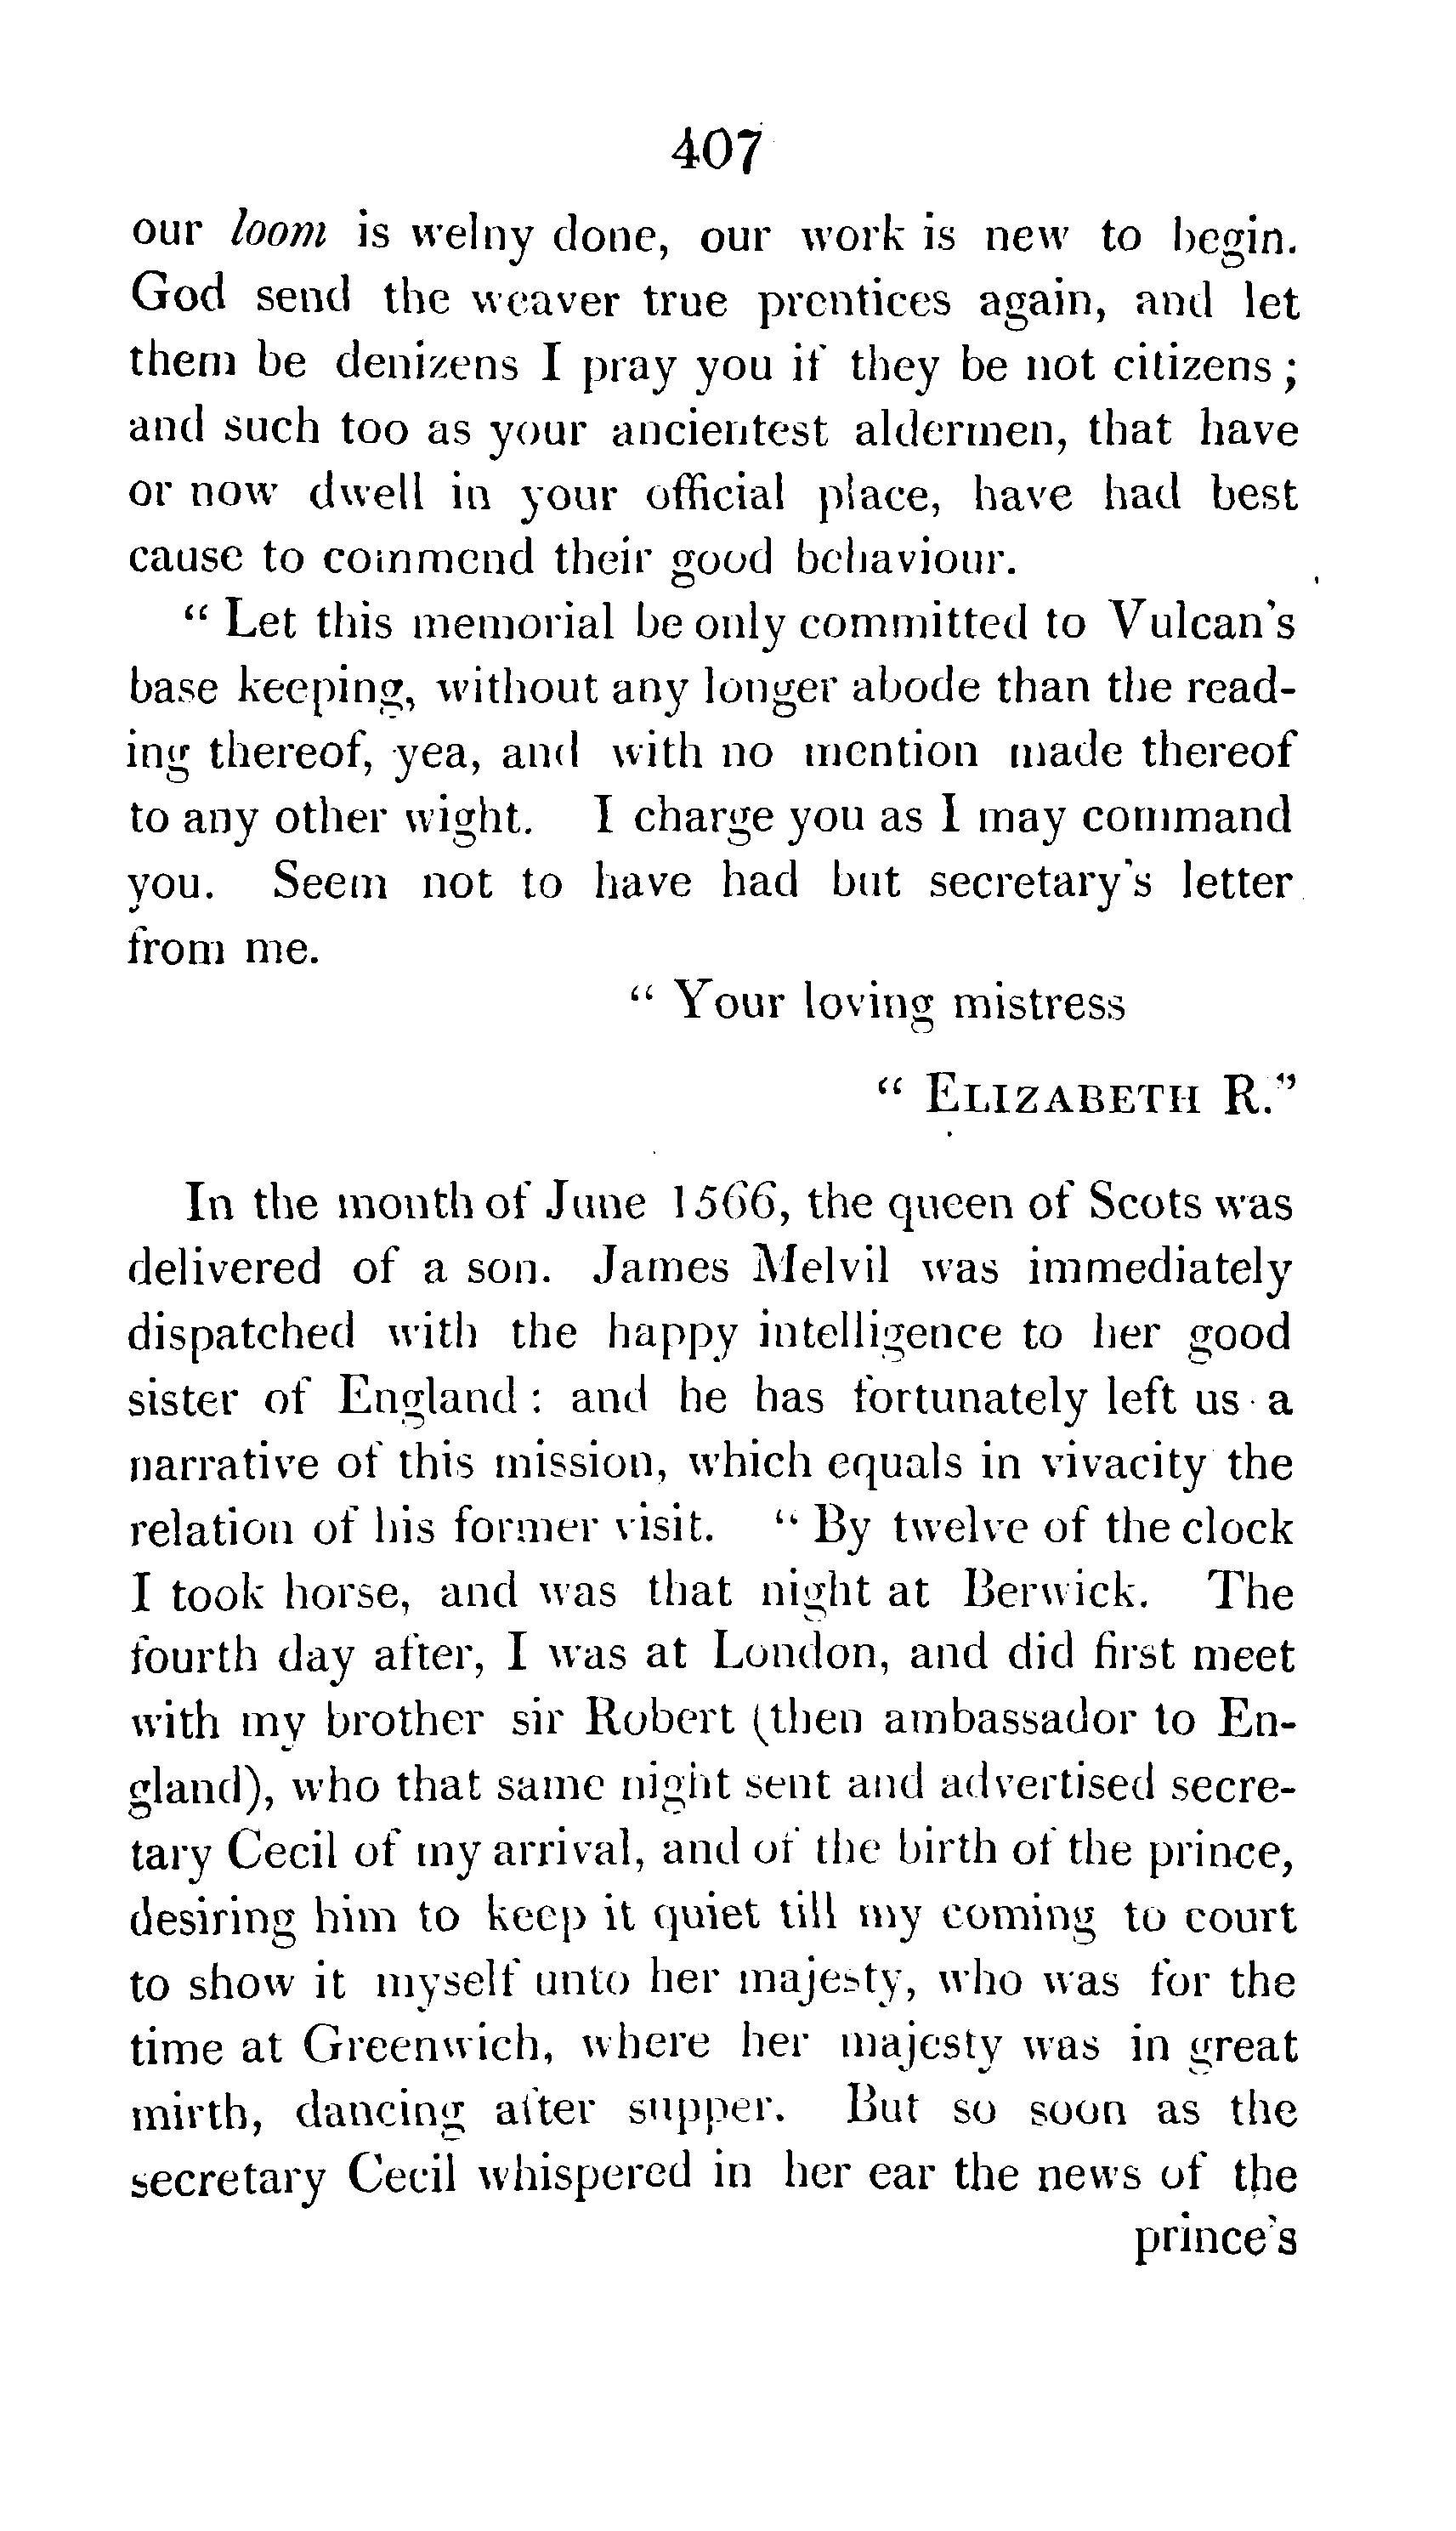 407
our loom is welny done, our work is new to begin.
God send the weaver true prentices again, and let
them be denizens I pray you if they be not citizens;
and such too as your ancientest aldermen, that have
or now dwell in your official place, have had best
cause to commend their good behaviour.
“ Let this memorial be only committed to Vulcan's
base keeping, without any longer abode than the read-
ing thereof, yea, and with no mention made thereof
to any other wight. I charge you as I may command
you. Seem not to have had but secretary's letter
from me.
“ Your loving mistress
“ ELIZABETH R.”
In the month of June 1566, the queen of Scots was
delivered of a son. James Melvil was immediately
dispatched with the happy intelligence to her good
sister of England: and he has fortunately left us a
narrative of this mission, which equals in vivacity the
relation of his former visit. “ By twelve of the clock
I took horse, and was that night at Berwick. The
fourth day after, I was at London, and did first meet
with my brother sir Robert (then ambassador to En-
gland), who that same night sent and advertised secre-
tary Cecil of my arrival, and of the birth of the prince,
desiring him to keep it quiet till my coming to court
to show it myself unto her majesty, who was for the
time at Greenwich, where her majesty was in great
mirth, dancing after supper. But so soon as the
secretary Cecil whispered in her ear the news of the
prince's